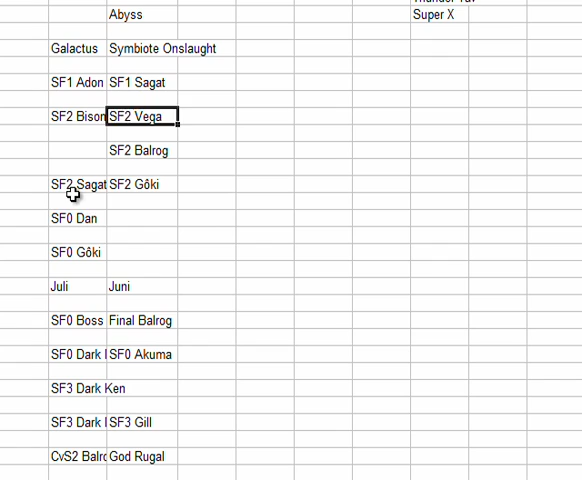 Abyss
Super X
Galactus Symbiote Onslaught
SF1 Adon SF1 Sagat
SF2 Bison SF2 Vega
SF2 Balrog
SF2 Sagat SF2 Gôki
SF0 Dan
SF0 Gôki
Juli Juni
SF0 Boss Final Balrog
SF0 Dark SF0 Akuma
SF3 Dark Ken
SF3 Dark SF3 Gill
CvS2 Balro God Rugal